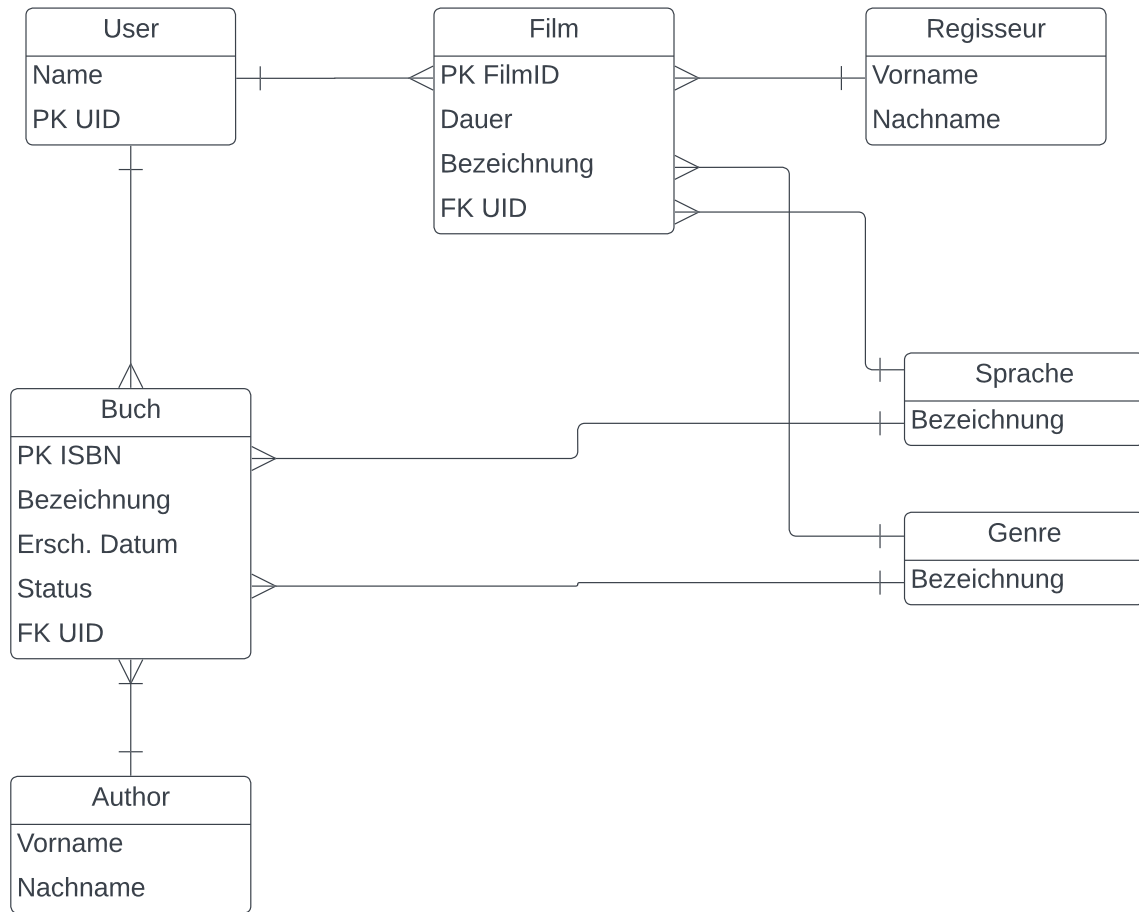 User
Name
PK UID
Film
PK FilmID
Dauer
Bezeichnung
FK UID
Regisseur
Vorname
Nachname
Sprache
Bezeichnung
Buch
PK ISBN
Bezeichnung
Ersch. Datum
Status
FK UID
Genre
Bezeichnung
Author
Vorname
Nachname